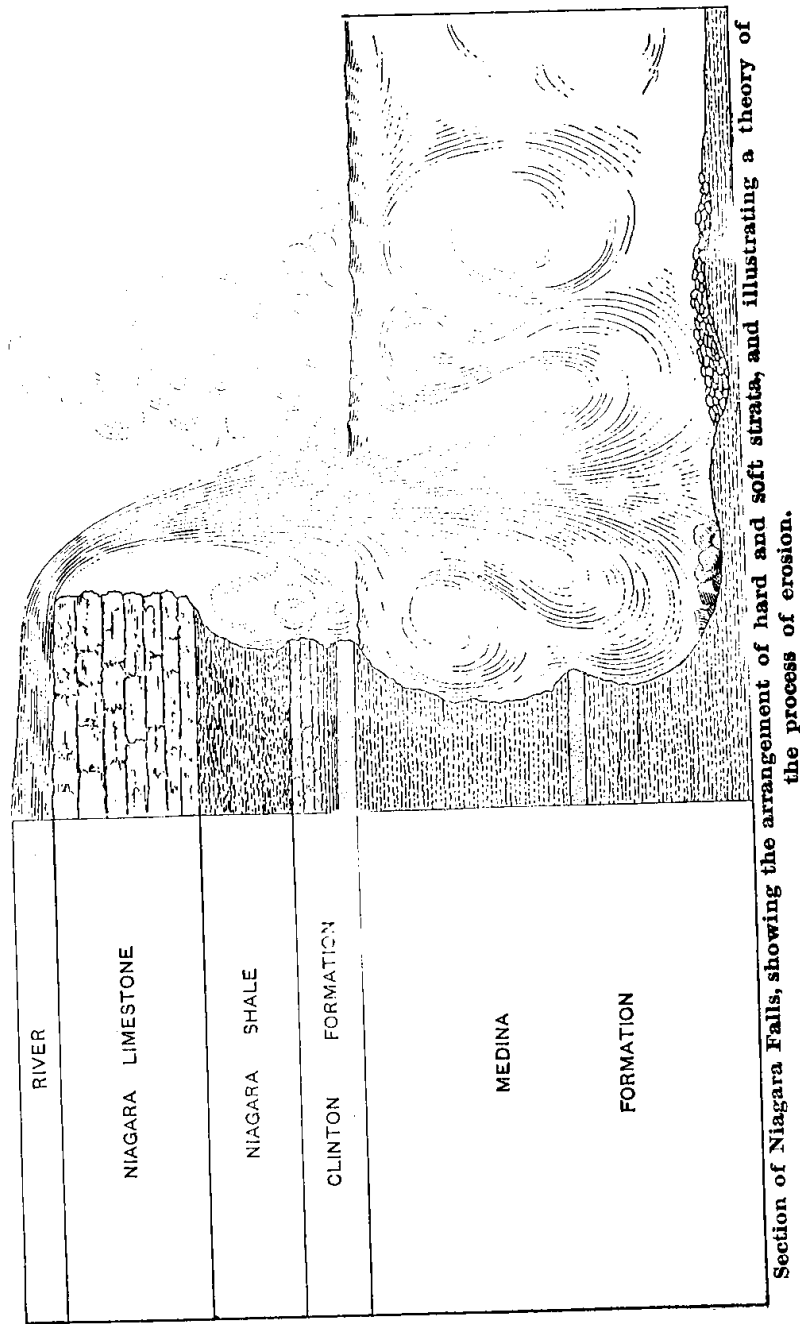 RIVER
NIAGARA LIMESTONE
NIAGARA SHALE
CLINTON FORMATION
MEDINA
FORMATION
Section of Niagara Falls, showing the arrangement of hard and soft strata, and illustrating a theory of
the process of erosion.